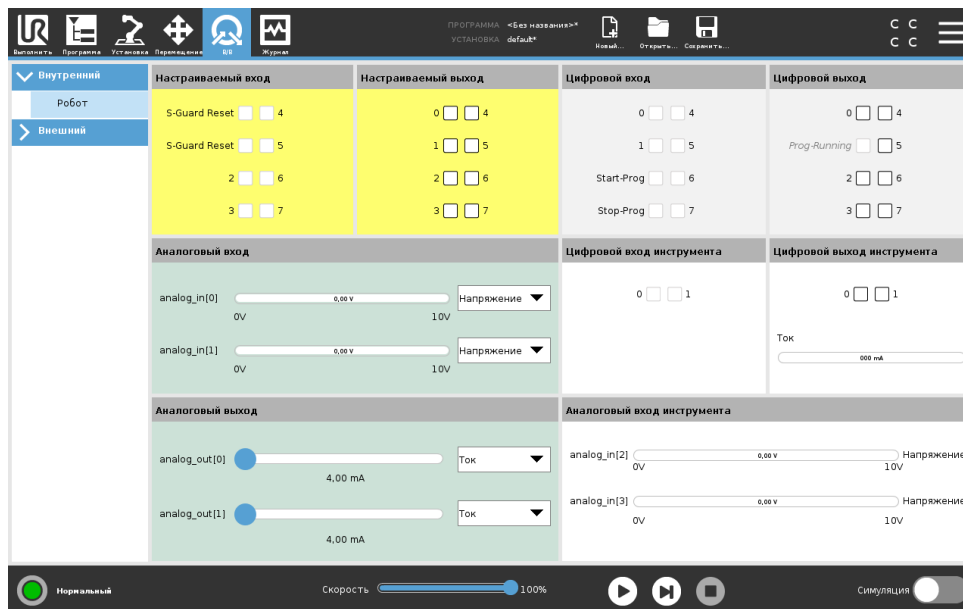 ПРОГРАММА <Без названия>*
УСТАНОВКА default*
Выполнить Программа Установка Перемещение В/В Журнал
Новый... Открыть... Сохранить...
C C
C C
Внутренний
Робот
Внешний
Настраиваемый вход
S-Guard Reset 4
S-Guard Reset 5
2 6
3 7
Настраиваемый выход
0 4
1 5
2 6
3 7
Цифровой вход
0 4
1 5
Start-Prog 6
Stop-Prog 7
Цифровой выход
0 4
Prog-Running 5
2 6
3 7
Аналоговый вход
analog_in[0] 0,00 V Напряжение
0V 10V
analog_in[1] 0,00 V Напряжение
0V 10V
Цифровой вход инструмента
0 1
Цифровой выход инструмента
0 1
Ток
000 mA
Аналоговый выход
analog_out[0] Ток
4,00 mA
analog_out[1] Ток
4,00 mA
Аналоговый вход инструмента
analog_in[2] 0,00 V Напряжение
0V 10V
analog_in[3] 0,00 V Напряжение
0V 10V
Нормальный
Скорость 100%
Симуляция